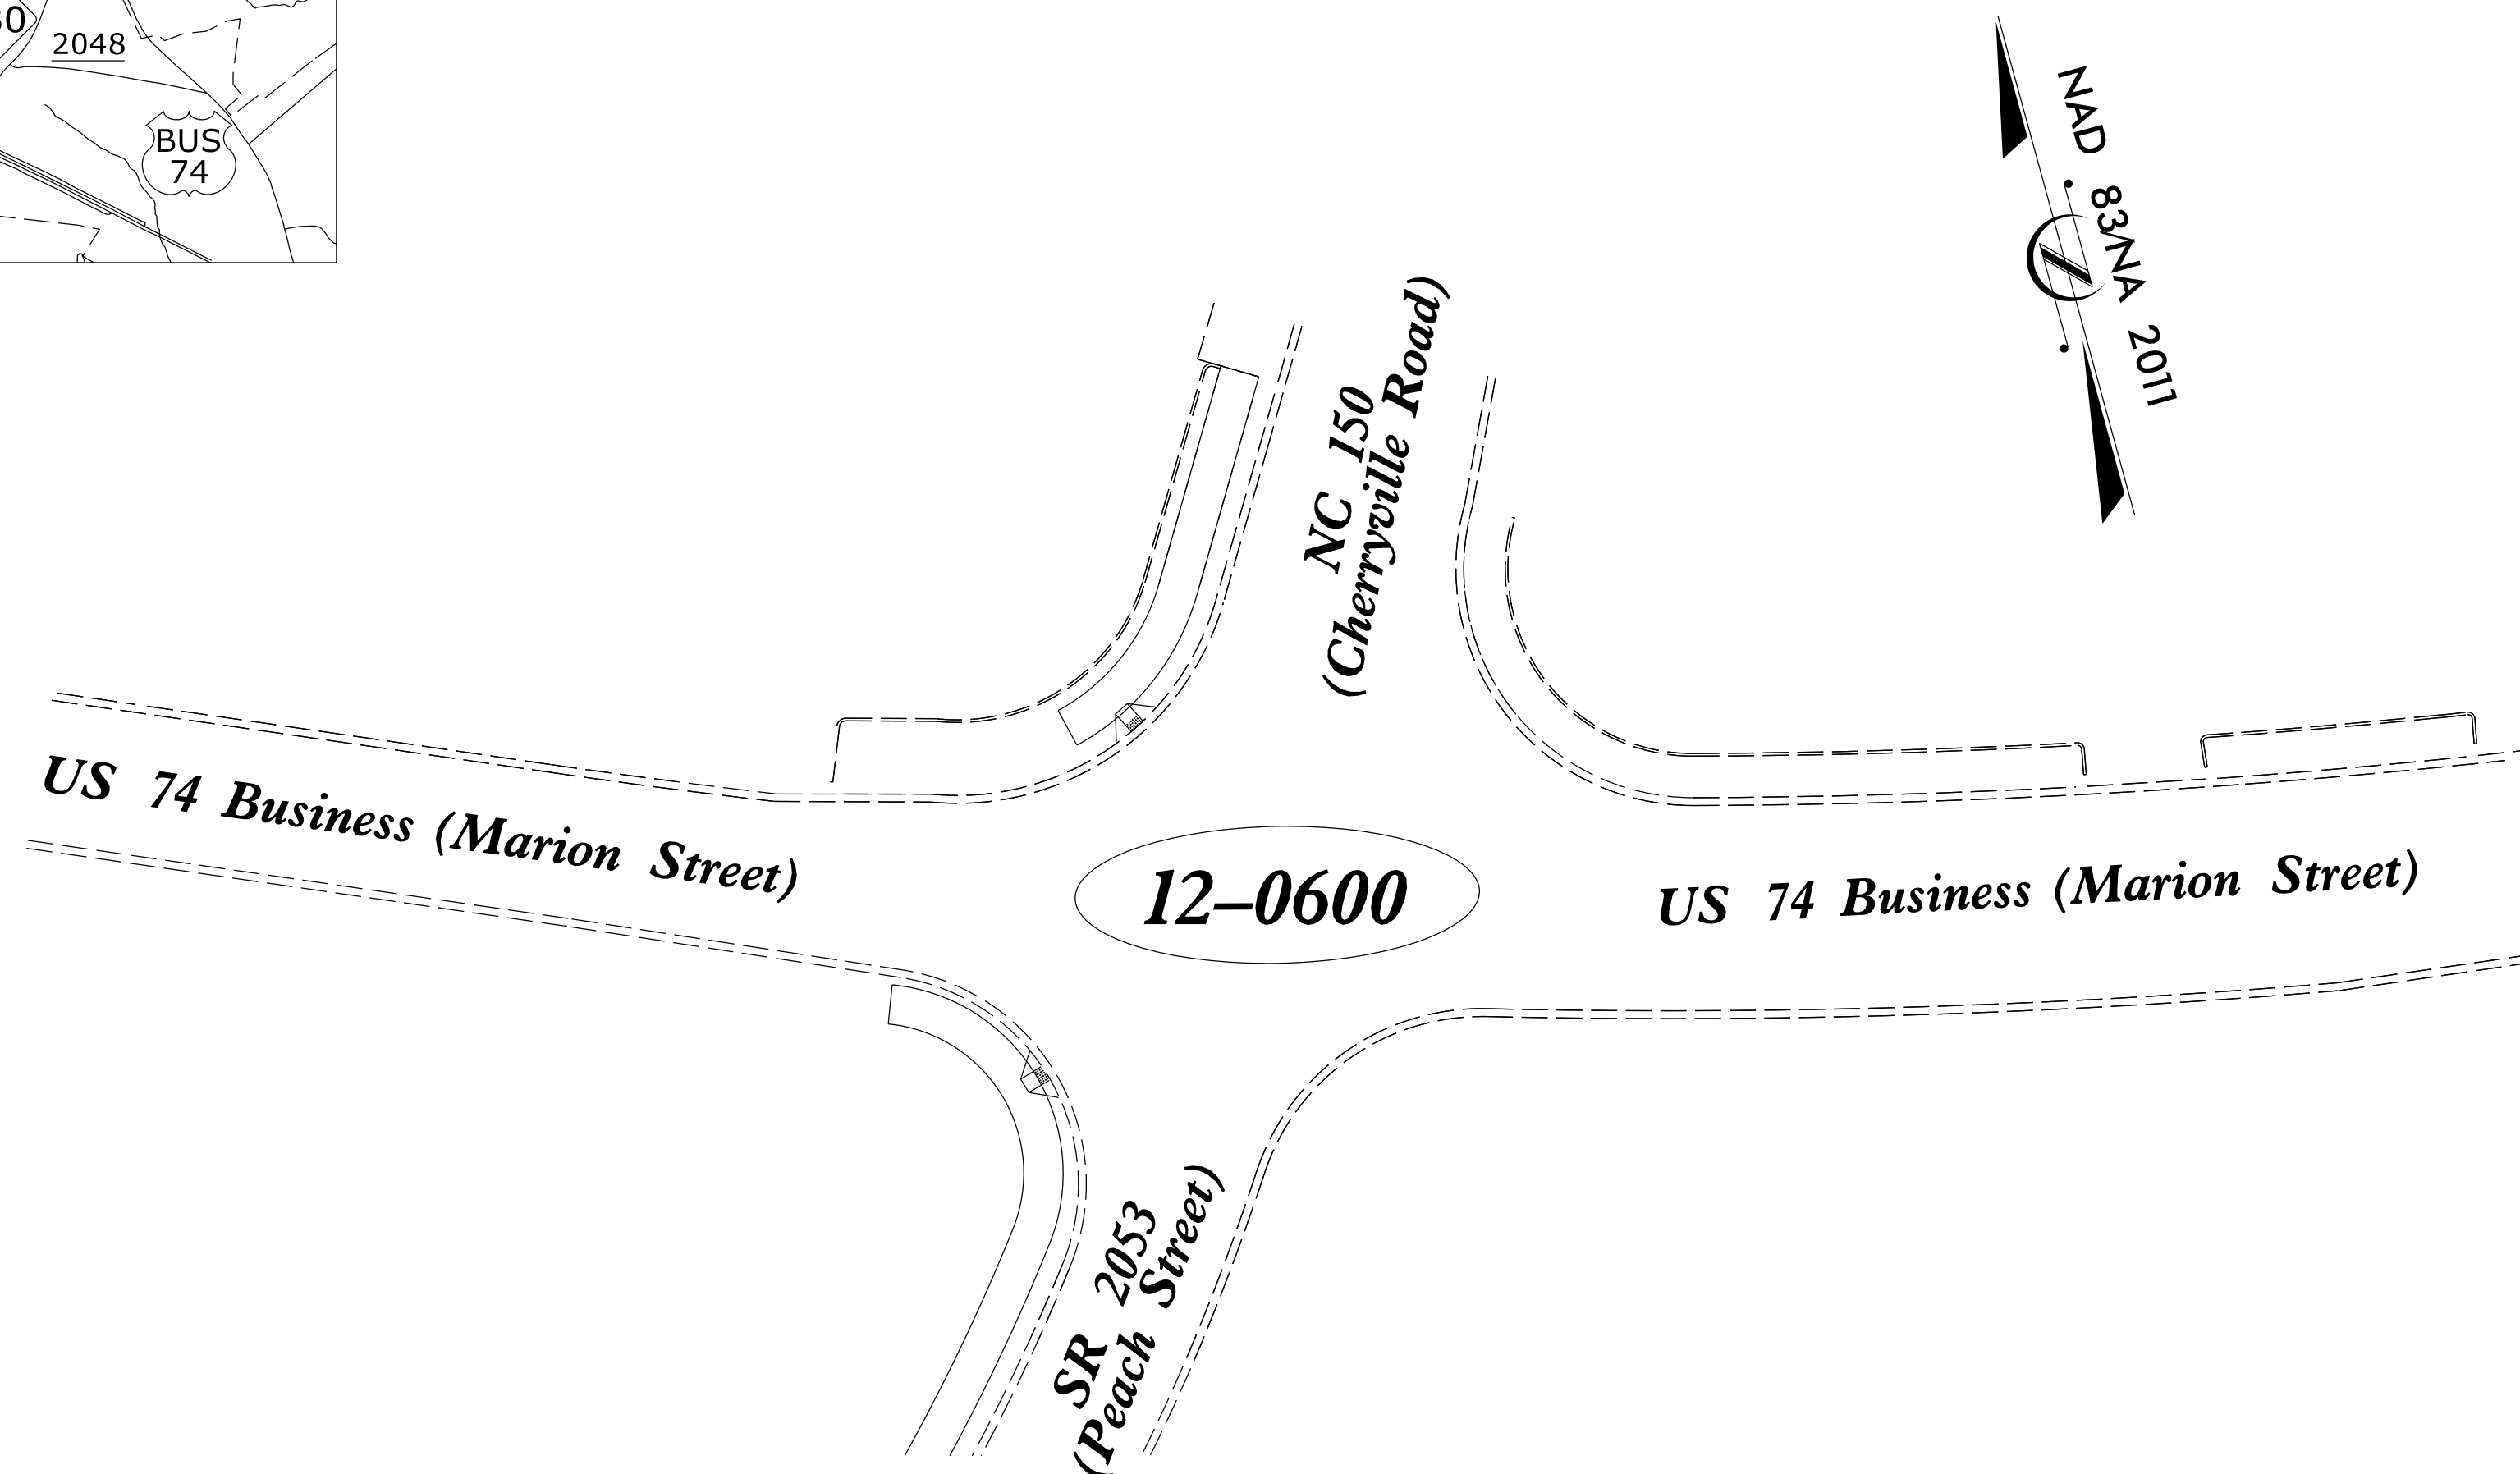 2048
BUS
74
NAD 83/NA 2011
NC 150
(Cherryville Road)
US 74 Business (Marion Street)
12-0600
US 74 Business (Marion Street)
SR 2053
(Peach Street)